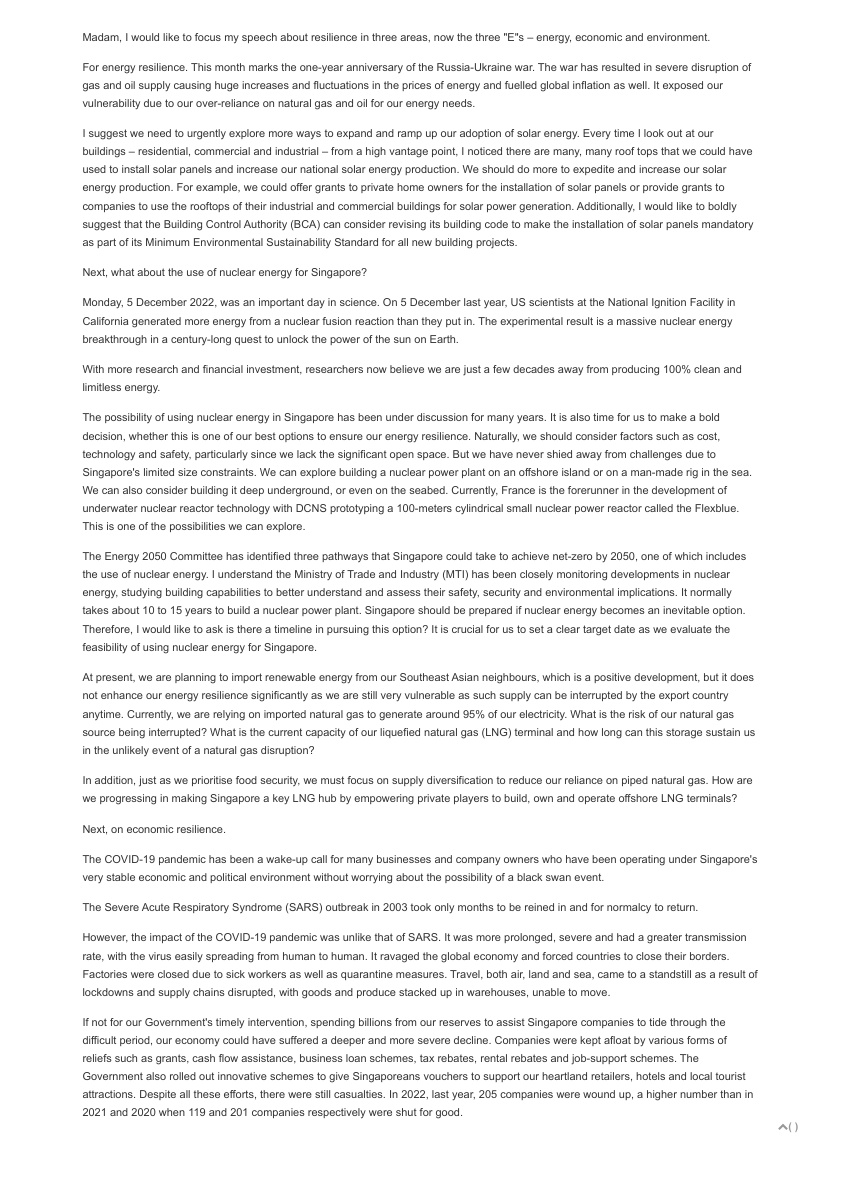 Madam, I would like to focus my speech about resilience in three areas, now the three "E"s – energy, economic and environment.
For energy resilience. This month marks the one-year anniversary of the Russia-Ukraine war. The war has resulted in severe disruption of
gas and oil supply causing huge increases and fluctuations in the prices of energy and fuelled global inflation as well. It exposed our
vulnerability due to our over-reliance on natural gas and oil for our energy needs.
I suggest we need to urgently explore more ways to expand and ramp up our adoption of solar energy. Every time I look out at our
buildings – residential, commercial and industrial – from a high vantage point, I noticed there are many, many roof tops that we could have
used to install solar panels and increase our national solar energy production. We should do more to expedite and increase our solar
energy production. For example, we could offer grants to private home owners for the installation of solar panels or provide grants to
companies to use the rooftops of their industrial and commercial buildings for solar power generation. Additionally, I would like to boldly
suggest that the Building Control Authority (BCA) can consider revising its building code to make the installation of solar panels mandatory
as part of its Minimum Environmental Sustainability Standard for all new building projects.
Next, what about the use of nuclear energy for Singapore?
Monday, 5 December 2022, was an important day in science. On 5 December last year, US scientists at the National Ignition Facility in
California generated more energy from a nuclear fusion reaction than they put in. The experimental result is a massive nuclear energy
breakthrough in a century-long quest to unlock the power of the sun on Earth.
With more research and financial investment, researchers now believe we are just a few decades away from producing 100% clean and
limitless energy.
The possibility of using nuclear energy in Singapore has been under discussion for many years. It is also time for us to make a bold
decision, whether this is one of our best options to ensure our energy resilience. Naturally, we should consider factors such as cost,
technology and safety, particularly since we lack the significant open space. But we have never shied away from challenges due to
Singapore's limited size constraints. We can explore building a nuclear power plant on an offshore island or on a man-made rig in the sea.
We can also consider building it deep underground, or even on the seabed. Currently, France is the forerunner in the development of
underwater nuclear reactor technology with DCNS prototyping a 100-meters cylindrical small nuclear power reactor called the Flexblue.
This is one of the possibilities we can explore.
The Energy 2050 Committee has identified three pathways that Singapore could take to achieve net-zero by 2050, one of which includes
the use of nuclear energy. I understand the Ministry of Trade and Industry (MTI) has been closely monitoring developments in nuclear
energy, studying building capabilities to better understand and assess their safety, security and environmental implications. It normally
takes about 10 to 15 years to build a nuclear power plant. Singapore should be prepared if nuclear energy becomes an inevitable option.
Therefore, I would like to ask is there a timeline in pursuing this option? It is crucial for us to set a clear target date as we evaluate the
feasibility of using nuclear energy for Singapore.
At present, we are planning to import renewable energy from our Southeast Asian neighbours, which is a positive development, but it does
not enhance our energy resilience significantly as we are still very vulnerable as such supply can be interrupted by the export country
anytime. Currently, we are relying on imported natural gas to generate around 95% of our electricity. What is the risk of our natural gas
source being interrupted? What is the current capacity of our liquefied natural gas (LNG) terminal and how long can this storage sustain us
in the unlikely event of a natural gas disruption?
In addition, just as we prioritise food security, we must focus on supply diversification to reduce our reliance on piped natural gas. How are
we progressing in making Singapore a key LNG hub by empowering private players to build, own and operate offshore LNG terminals?
Next, on economic resilience.
The COVID-19 pandemic has been a wake-up call for many businesses and company owners who have been operating under Singapore's
very stable economic and political environment without worrying about the possibility of a black swan event.
The Severe Acute Respiratory Syndrome (SARS) outbreak in 2003 took only months to be reined in and for normalcy to return.
However, the impact of the COVID-19 pandemic was unlike that of SARS. It was more prolonged, severe and had a greater transmission
rate, with the virus easily spreading from human to human. It ravaged the global economy and forced countries to close their borders.
Factories were closed due to sick workers as well as quarantine measures. Travel, both air, land and sea, came to a standstill as a result of
lockdowns and supply chains disrupted, with goods and produce stacked up in warehouses, unable to move.
If not for our Government's timely intervention, spending billions from our reserves to assist Singapore companies to tide through the
difficult period, our economy could have suffered a deeper and more severe decline. Companies were kept afloat by various forms of
reliefs such as grants, cash flow assistance, business loan schemes, tax rebates, rental rebates and job-support schemes. The
Government also rolled out innovative schemes to give Singaporeans vouchers to support our heartland retailers, hotels and local tourist
attractions. Despite all these efforts, there were still casualties. In 2022, last year, 205 companies were wound up, a higher number than in
2021 and 2020 when 119 and 201 companies respectively were shut for good.
( )